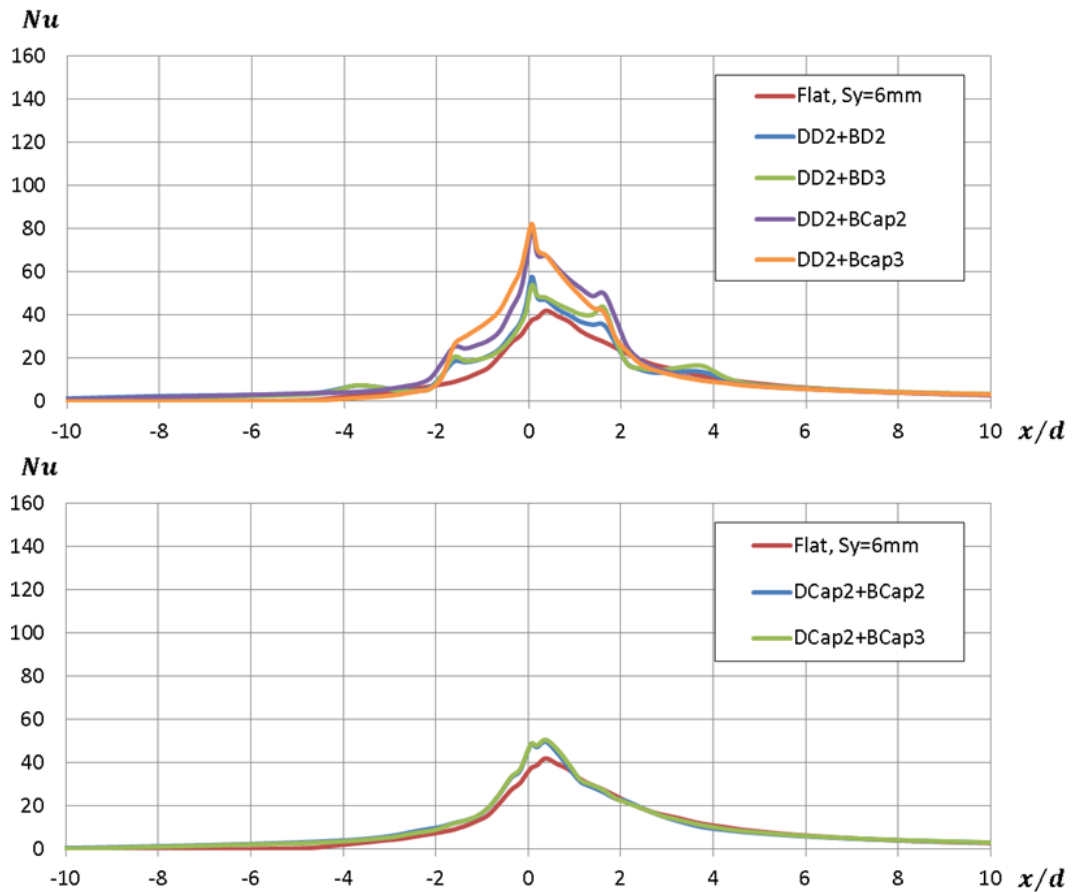 Nu
160
140
120
100
80
60
40
20
0
Flat, Sy=6mm
DD2+BD2
DD2+BD3
DD2+BCap2
DD2+Bcap3
-10 -8 -6 -4 -2 0 2 4 6 8 10 x/d
Nu
160
140
120
100
80
60
40
20
0
Flat, Sy=6mm
DCap2+BCap2
DCap2+BCap3
-10 -8 -6 -4 -2 0 2 4 6 8 10 x/d